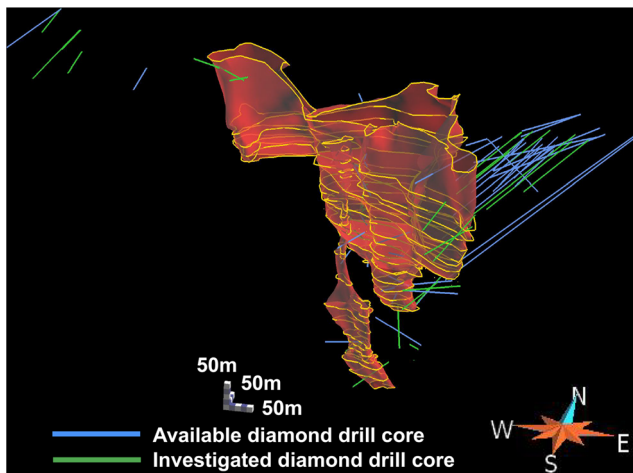 50m
50m
50m
N
W
E
S
Available diamond drill core
Investigated diamond drill core